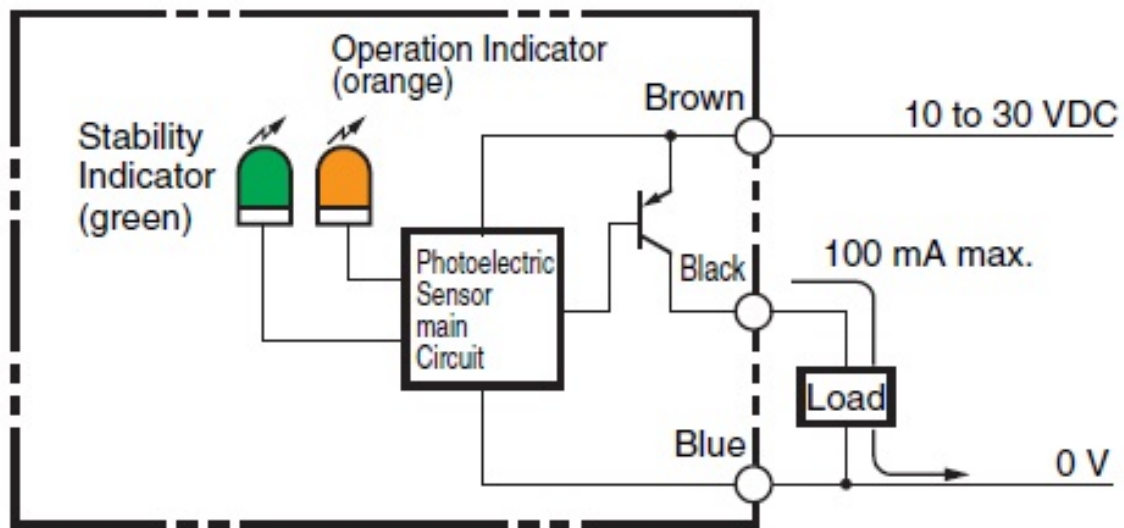 Operation Indicator
(orange)
Stability
Indicator
(green)
Brown
10 to 30 VDC
Photoelectric
Sensor
main
Circuit
Black
100 mA max.
Load
Blue
0 V